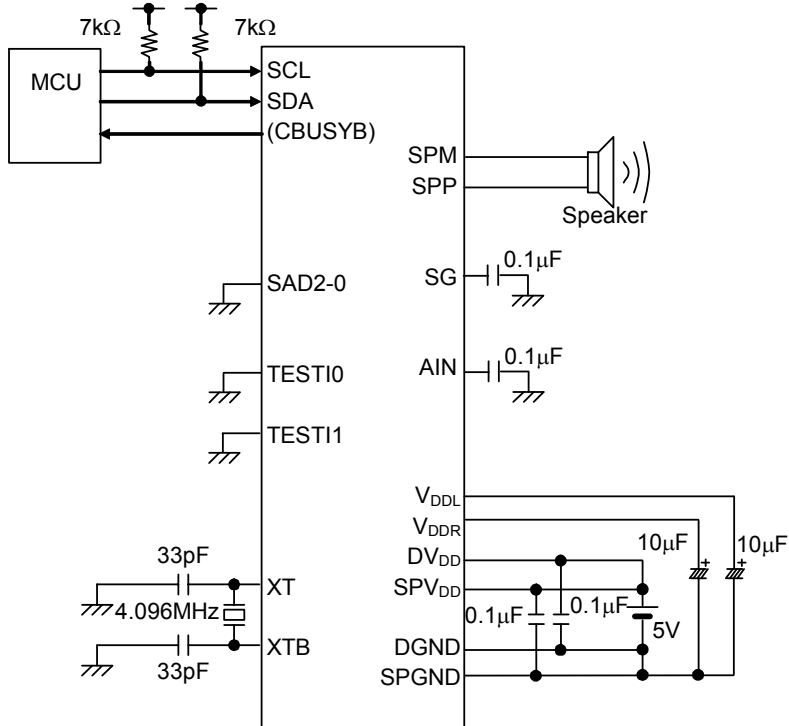 7kΩ 7kΩ
MCU
SCL
SDA
(CBUSYB)
SPM
SPP
Speaker
SAD2-0
SG
0.1μF
TESTI0
AIN
0.1μF
TESTI1
VDDL
VDDR
DVDD
SPVDD
10μF
10μF
0.1μF
0.1μF
5V
DGND
SPGND
33pF
XT
4.096MHz
XTB
33pF